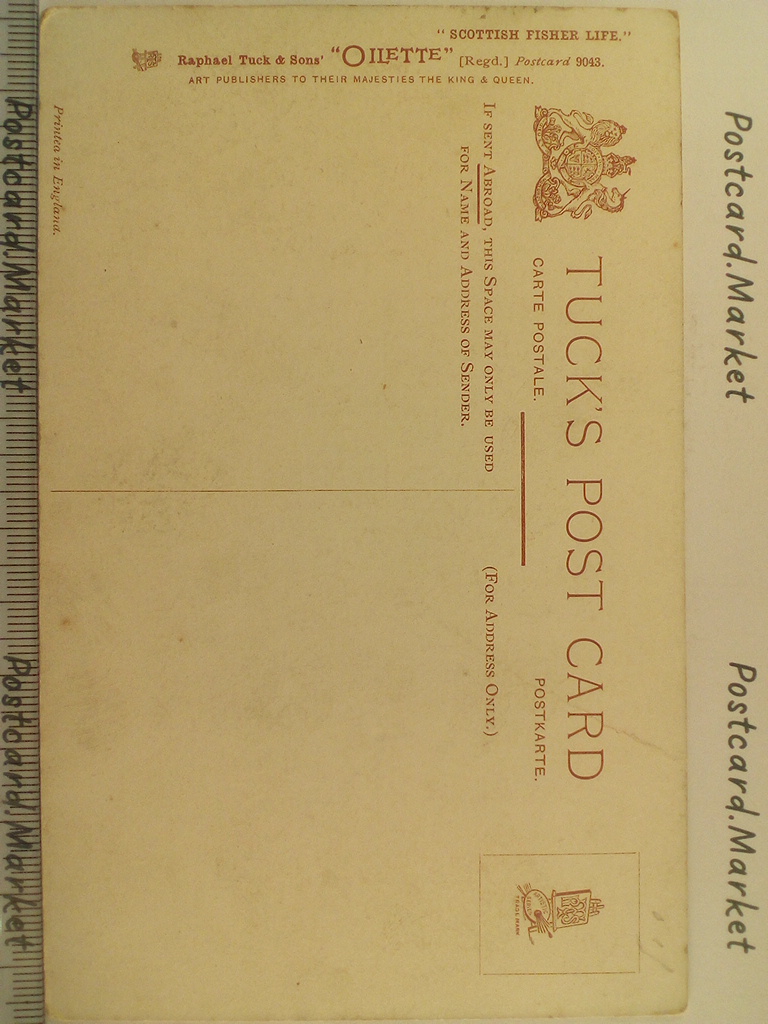 "SCOTTISH FISHER LIFE."
Raphael Tuck & Sons' "OILETTE" [Regd.] Postcard 9043.
ART PUBLISHERS TO THEIR MAJESTIES THE KING & QUEEN.
TUCK'S POST CARD
CARTE POSTALE.
POSTKARTE.
IF SENT ABROAD, THIS SPACE MAY ONLY BE USED
FOR NAME AND ADDRESS OF SENDER.
(FOR ADDRESS ONLY.)
TRADE MARK
Printed in England.
Postcard.Market
Postcard.Market
Postcard.Market
Postcard.Market